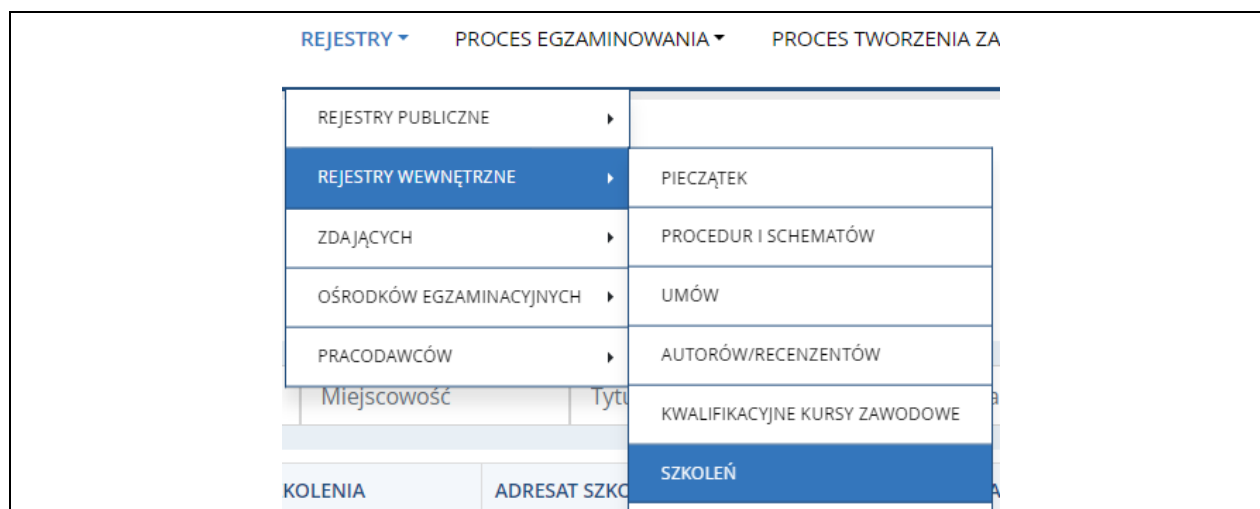 REJESTRY PROCES EGZAMINOWANIA PROCES TWORZENIA ZA
REJESTRY PUBLICZNE
REJESTRY WEWNĘTRZNE PIECZĄTEK
ZDAJĄCYCH PROCEDUR I SCHEMATÓW
OŚRODKÓW EGZAMINACYJNYCH UMÓW
PRACODAWCÓW AUTORÓW/RECENZENTÓW
Miejscowość Tytu
KWALIFIKACYJNE KURSY ZAWODOWE
SZKOLEŃ
KOLENIA ADRESAT SZKO